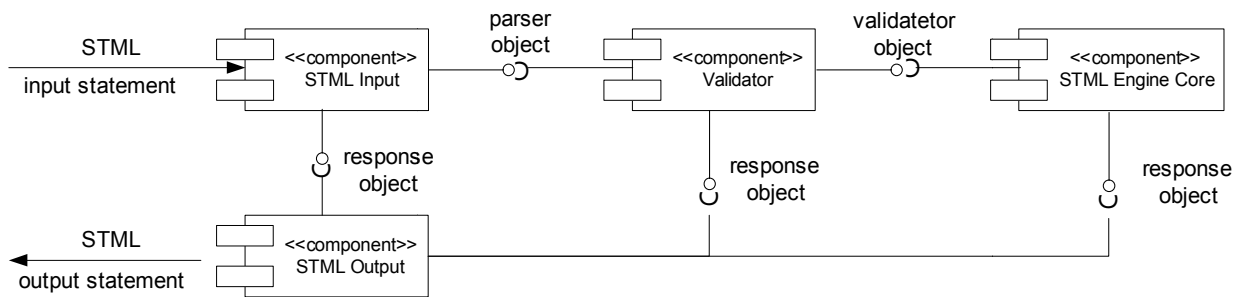 STML
input statement
<<component>>
STML Input
parser
object
<<component>>
Validator
validatetor
object
<<component>>
STML Engine Core
response
object
response
object
response
object
STML
output statement
<<component>>
STML Output